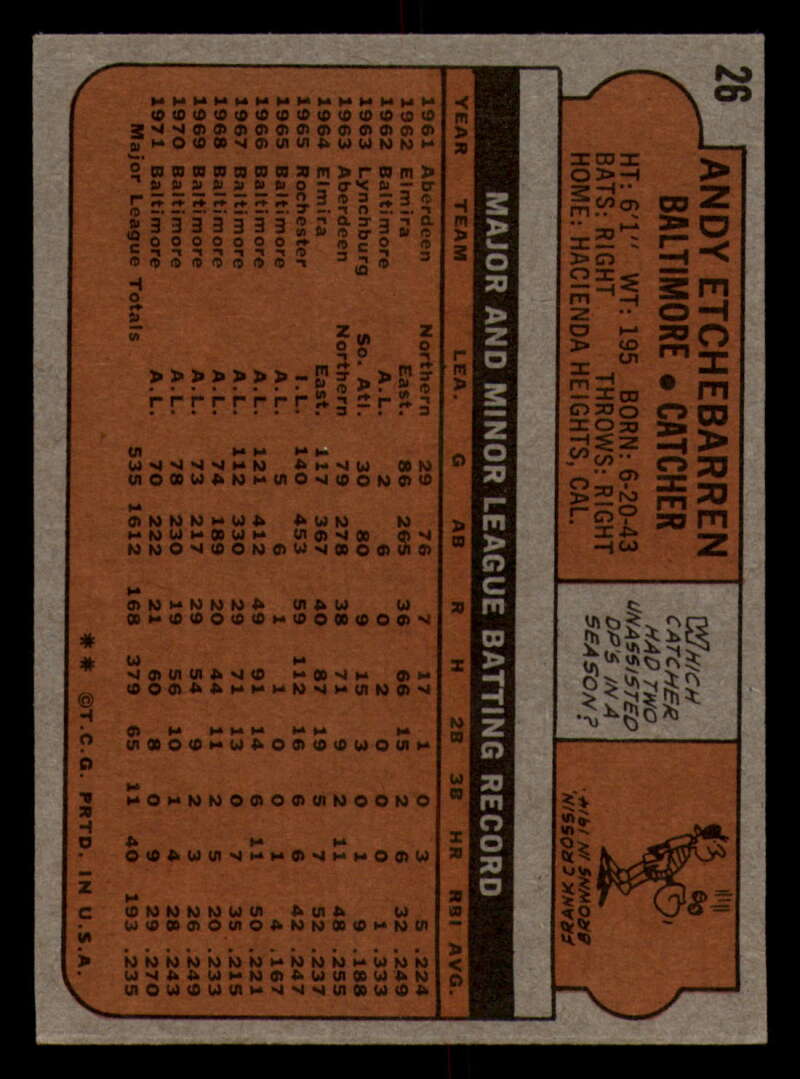 26
ANDY ETCHEBARREN
BALTIMORE • CATCHER
HT: 6'1" WT: 195 BORN: 6-20-43
BATS: RIGHT THROWS: RIGHT
HOME: HACIENDA HEIGHTS, CAL.
WHICH
CATCHER
HAD TWO
UNASSISTED
DP'S IN A
SEASON?
FRANK CROSSIN
BROWNS IN 1914.
MAJOR AND MINOR LEAGUE BATTING RECORD
YEAR TEAM LEA. G AB R H 2B 3B HR RBI AVG.
1961 Aberdeen Northern 29 76 7 17 1 0 3 5 .224
1962 Elmira East. 86 265 36 66 15 2 6 32 .249
1962 Baltimore A.L. 2 6 0 2 0 0 0 1 .333
1963 Lynchburg So. Atl. 30 80 9 15 3 0 1 9 .188
1963 Aberdeen Northern 79 278 38 71 9 2 11 48 .255
1964 Elmira East. 117 367 40 87 19 5 7 52 .237
1965 Rochester I.L. 140 453 59 112 16 6 6 42 .247
1965 Baltimore A.L. 5 6 1 1 0 0 1 4 .167
1966 Baltimore A.L. 121 412 49 91 14 6 11 50 .221
1967 Baltimore A.L. 112 330 29 71 13 0 7 35 .215
1968 Baltimore A.L. 74 189 20 44 11 2 5 20 .233
1969 Baltimore A.L. 73 217 29 54 9 2 3 26 .249
1970 Baltimore A.L. 78 230 19 56 10 1 4 28 .243
1971 Baltimore A.L. 70 222 21 60 8 0 9 29 .270
Major League Totals 535 1612 168 379 65 11 40 193 .235
** ©T.C.G. PRTD. IN U.S.A.